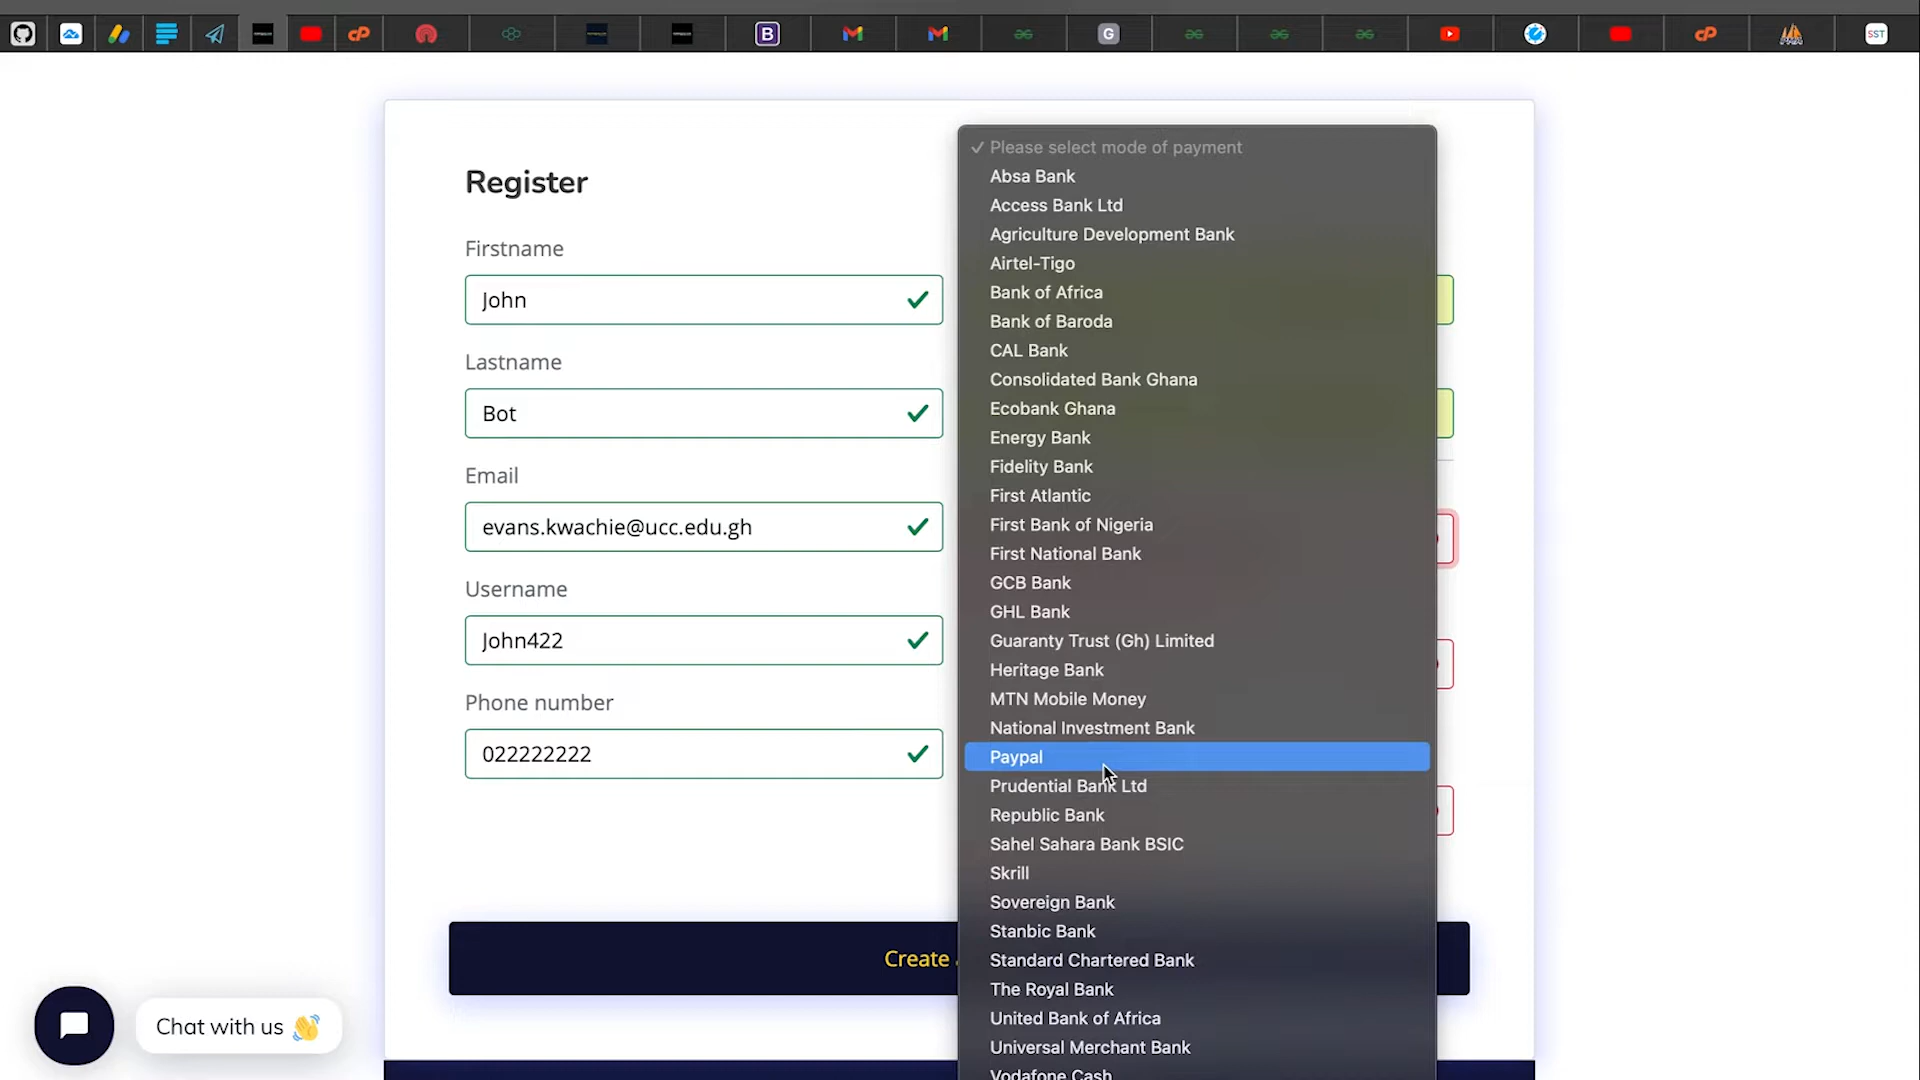 Register
Firstname
John
Lastname
Bot
Email
evans.kwachie@ucc.edu.gh
Username
John422
Phone number
022222222
✓ Please select mode of payment
Absa Bank
Access Bank Ltd
Agriculture Development Bank
Airtel-Tigo
Bank of Africa
Bank of Baroda
CAL Bank
Consolidated Bank Ghana
Ecobank Ghana
Energy Bank
Fidelity Bank
First Atlantic
First Bank of Nigeria
First National Bank
GCB Bank
GHL Bank
Guaranty Trust (Gh) Limited
Heritage Bank
MTN Mobile Money
National Investment Bank
Paypal
Prudential Bank Ltd
Republic Bank
Sahel Sahara Bank BSIC
Skrill
Sovereign Bank
Stanbic Bank
Standard Chartered Bank
The Royal Bank
United Bank of Africa
Universal Merchant Bank
Vodafone Cash
Create
Chat with us 👋
B
G
cP
cP
SST